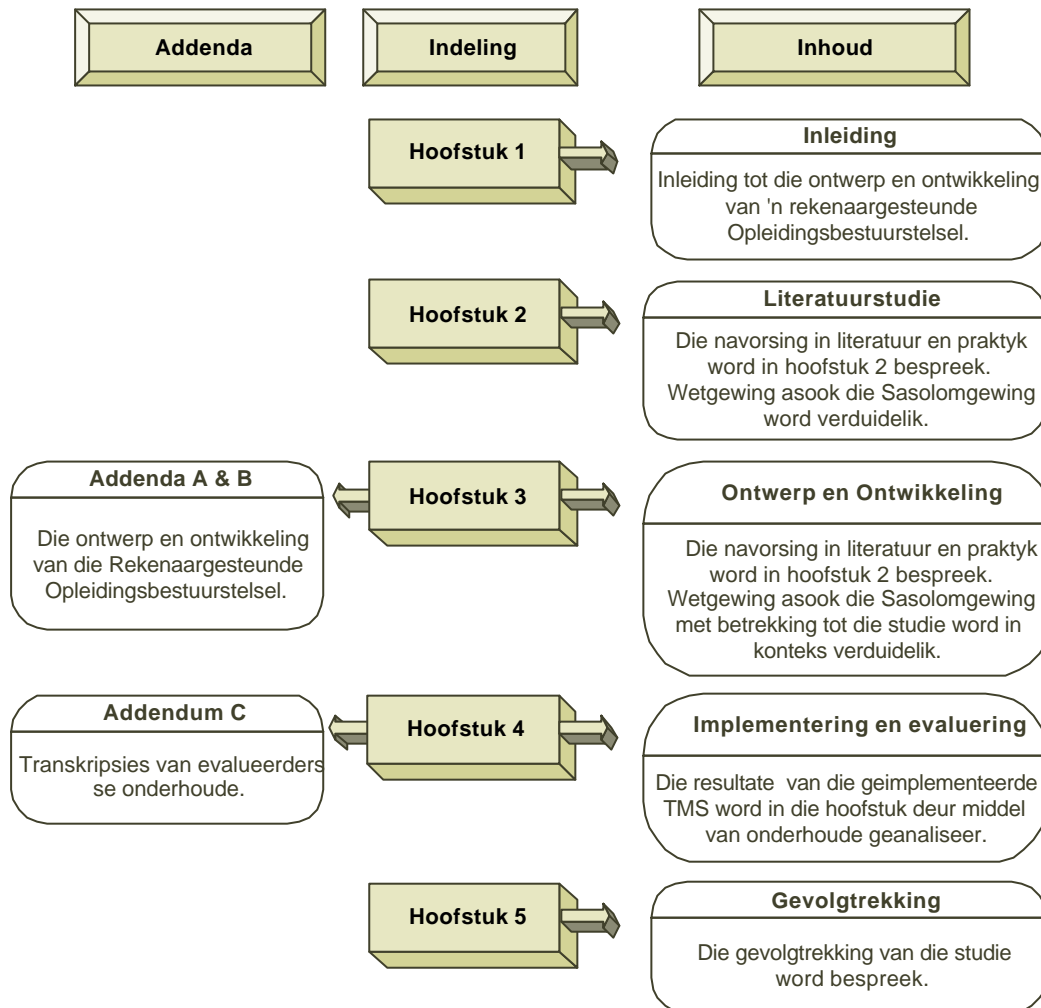 Addenda
Indeling
Inhoud
Hoofstuk 1
Inleiding
Inleiding tot die ontwerp en ontwikkeling
van 'n rekenaargesteunde
Opleidingsbestuurstelsel.
Hoofstuk 2
Literatuurstudie
Die navorsing in literatuur en praktyk
word in hoofstuk 2 bespreek.
Wetgewing asook die Sasolomgewing
word verduidelik.
Addenda A & B
Die ontwerp en ontwikkeling
van die Rekenaargesteunde
Opleidingsbestuurstelsel.
Hoofstuk 3
Ontwerp en Ontwikkeling
Die navorsing in literatuur en praktyk
word in hoofstuk 2 bespreek.
Wetgewing asook die Sasolomgewing
met betrekking tot die studie word in
konteks verduidelik.
Addendum C
Transkripsies van evalueerders
se onderhoude.
Hoofstuk 4
Implementering en evaluering
Die resultate van die geimplementeerde
TMS word in die hoofstuk deur middel
van onderhoude geanaliseer.
Hoofstuk 5
Gevolgtrekking
Die gevolgtrekking van die studie
word bespreek.